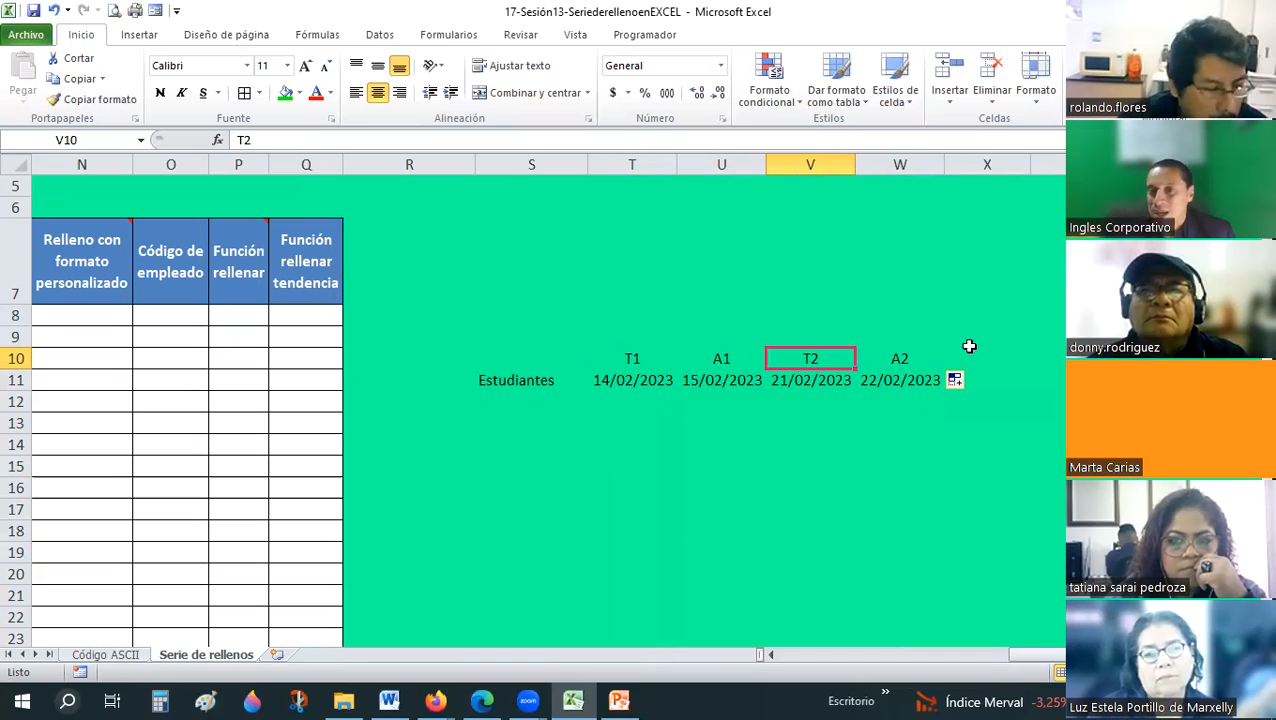 17-Sesión13-SeriederellenoenEXCEL - Microsoft Excel
Archivo Inicio Insertar Diseño de página Fórmulas Datos Formularios Revisar Vista Programador
Pegar
Cortar
Copiar
Copiar formato
Portapapeles
Calibri 11
N K S
Fuente
Ajustar texto
Combinar y centrar
Alineación
General
$ % 000
Número
Formato condicional
Dar formato como tabla
Estilos de celda
Estilos
Insertar Eliminar Formato
Celdas
V10 fx T2
N O P Q R S T U V W X
5
6
7 Relleno con formato personalizado Código de empleado Función rellenar Función rellenar tendencia
8
9
10 T1 A1 T2 A2
11 Estudiantes 14/02/2023 15/02/2023 21/02/2023 22/02/2023
12
13
14
15
16
17
18
19
20
21
22
23
Código ASCII Serie de rellenos
Listo
Escritorio » Índice Merval -3,25%
rolando.flores
Ingles Corporativo
donny.rodriguez
Marta Carias
tatiana sarai pedroza
Luz Estela Portillo de Marxelly